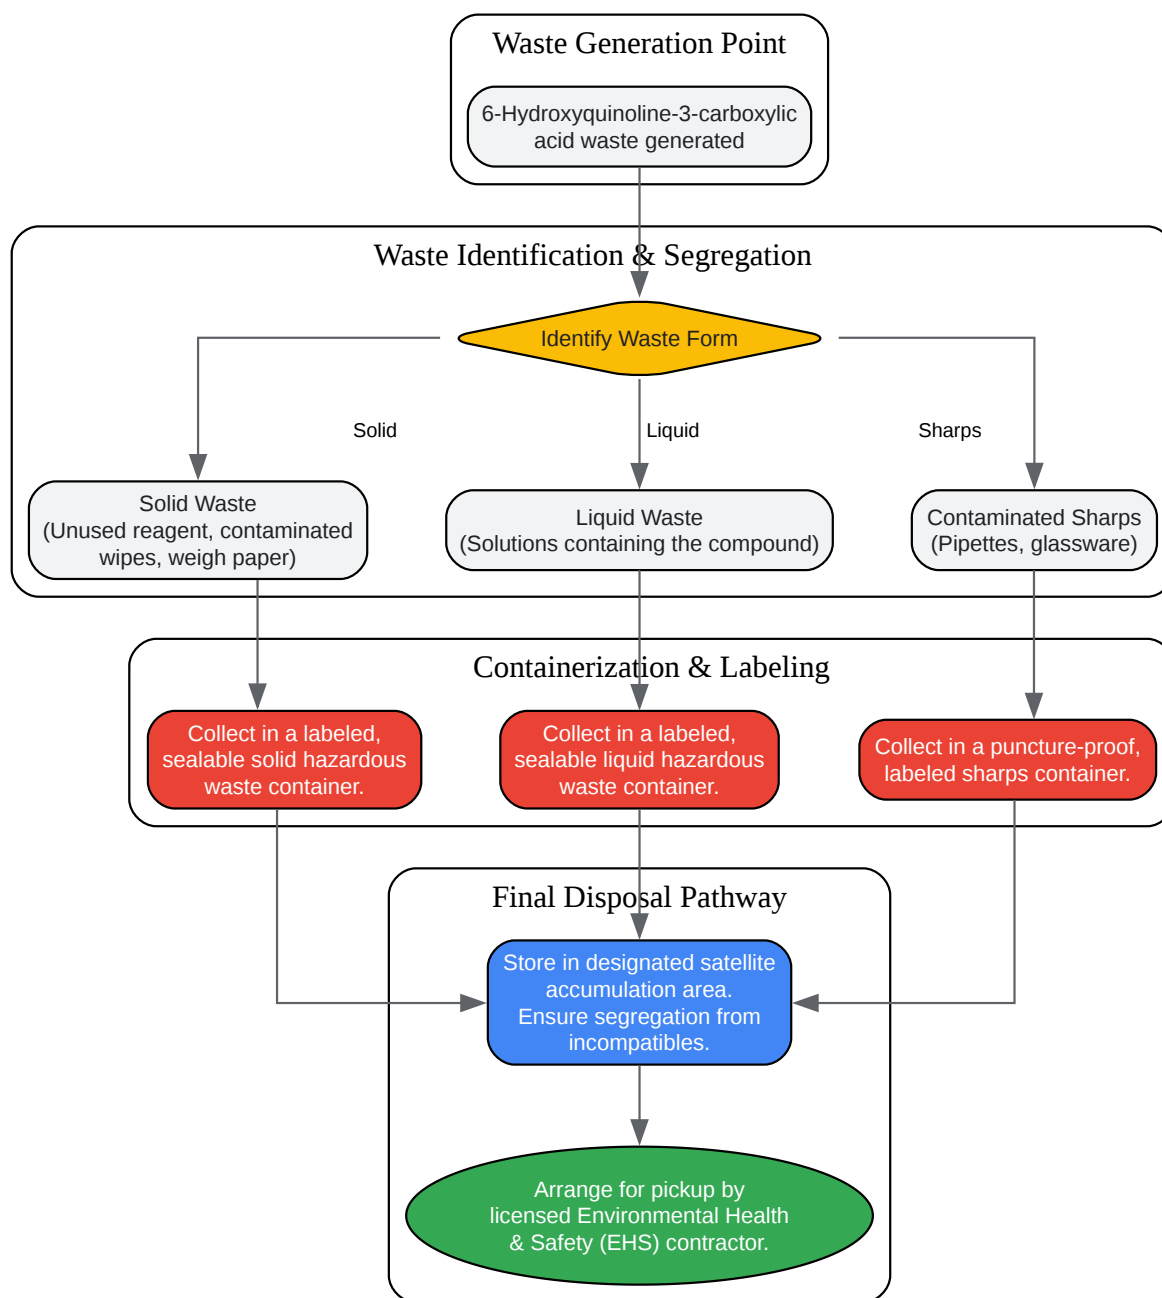 Waste Generation Point
6-Hydroxyquinoline-3-carboxylic
acid waste generated
Waste Identification & Segregation
Identify Waste Form
Solid
Liquid
Sharps
Solid Waste
(Unused reagent, contaminated
wipes, weigh paper)
Liquid Waste
(Solutions containing the compound)
Contaminated Sharps
(Pipettes, glassware)
Containerization & Labeling
Collect in a labeled,
sealable solid hazardous
waste container.
Collect in a labeled,
sealable liquid hazardous
waste container.
Collect in a puncture-proof,
labeled sharps container.
Final Disposal Pathway
Store in designated satellite
accumulation area.
Ensure segregation from
incompatibles.
Arrange for pickup by
licensed Environmental Health
& Safety (EHS) contractor.